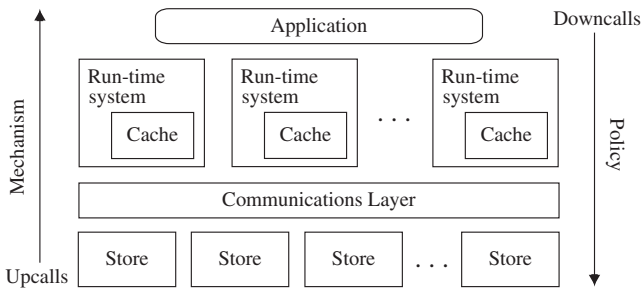 Downcalls
Application
Mechanism
Run-time
system
Cache
Run-time
system
Cache
. . .
Run-time
system
Cache
Policy
Communications Layer
Store
Store
Store
. . .
Store
Upcalls